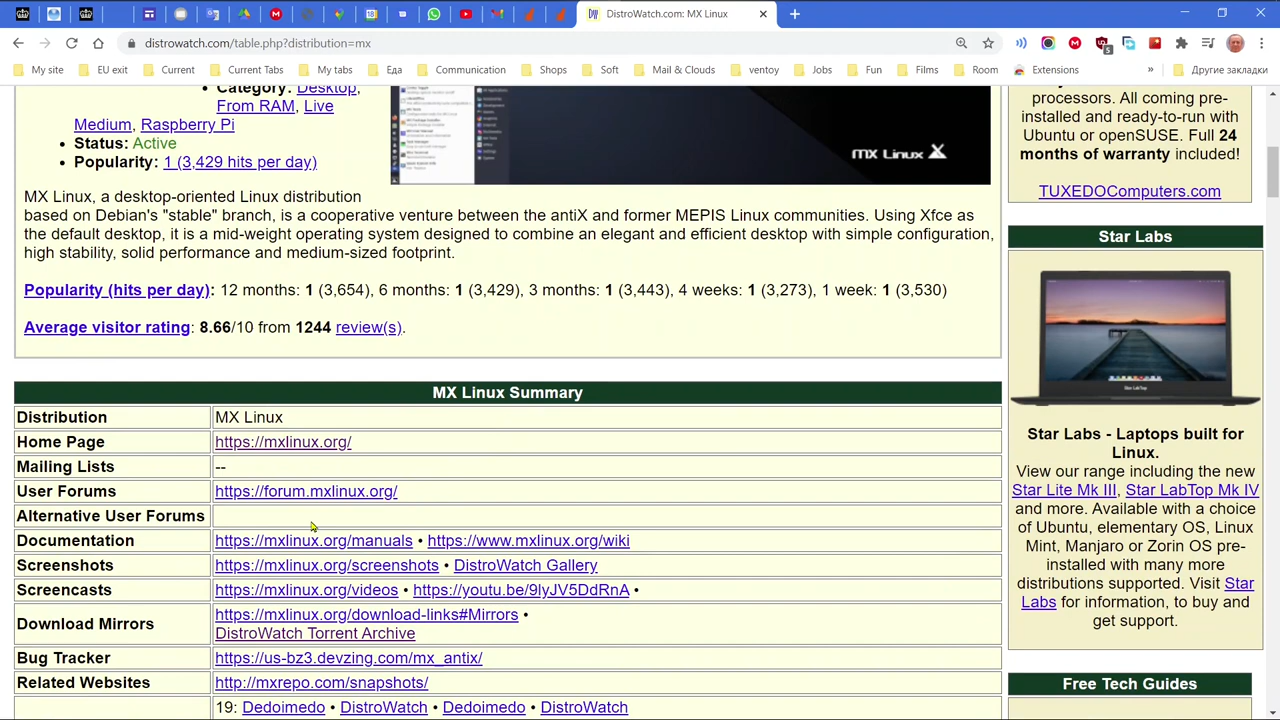 DistroWatch.com: MX Linux
distrowatch.com/table.php?distribution=mx
My site EU exit Current Current Tabs My tabs Еда Communication Shops Soft Mail & Clouds ventoy Jobs Fun Room Extensions » Другие закладки
Category: Desktop,
From RAM, Live
Medium, Raspberry P
Status: Active
Popularity: 1 (3,429 hits per day)
MX Linux X
MX Linux, a desktop-oriented Linux distribution
based on Debian's "stable" branch, is a cooperative venture between the antiX and former MEPIS Linux communities. Using Xfce as
the default desktop, it is a mid-weight operating system designed to combine an elegant and efficient desktop with simple configuration,
high stability, solid performance and medium-sized footprint.
Popularity (hits per day): 12 months: 1 (3,654), 6 months: 1 (3,429), 3 months: 1 (3,443), 4 weeks: 1 (3,273), 1 week: 1 (3,530)
Average visitor rating: 8.66/10 from 1244 review(s).
MX Linux Summary
Distribution MX Linux
Home Page https://mxlinux.org/
Mailing Lists --
User Forums https://forum.mxlinux.org/
Alternative User Forums
Documentation https://mxlinux.org/manuals • https://www.mxlinux.org/wiki
Screenshots https://mxlinux.org/screenshots • DistroWatch Gallery
Screencasts https://mxlinux.org/videos • https://youtu.be/9lyJV5DdRnA •
Download Mirrors https://mxlinux.org/download-links#Mirrors •
DistroWatch Torrent Archive
Bug Tracker https://us-bz3.devzing.com/mx_antix/
Related Websites http://mxrepo.com/snapshots/
19: Dedoimedo • DistroWatch • Dedoimedo • DistroWatch
processors. All coming pre-
installed and ready-to-run with
Ubuntu or openSUSE. Full 24
months of warranty included!
TUXEDOComputers.com
Star Labs
Star LabTop
Star Labs - Laptops built for
Linux.
View our range including the new
Star Lite Mk III, Star LabTop Mk IV
and more. Available with a choice
of Ubuntu, elementary OS, Linux
Mint, Manjaro or Zorin OS pre-
installed with many more
distributions supported. Visit Star
Labs for information, to buy and
get support.
Free Tech Guides